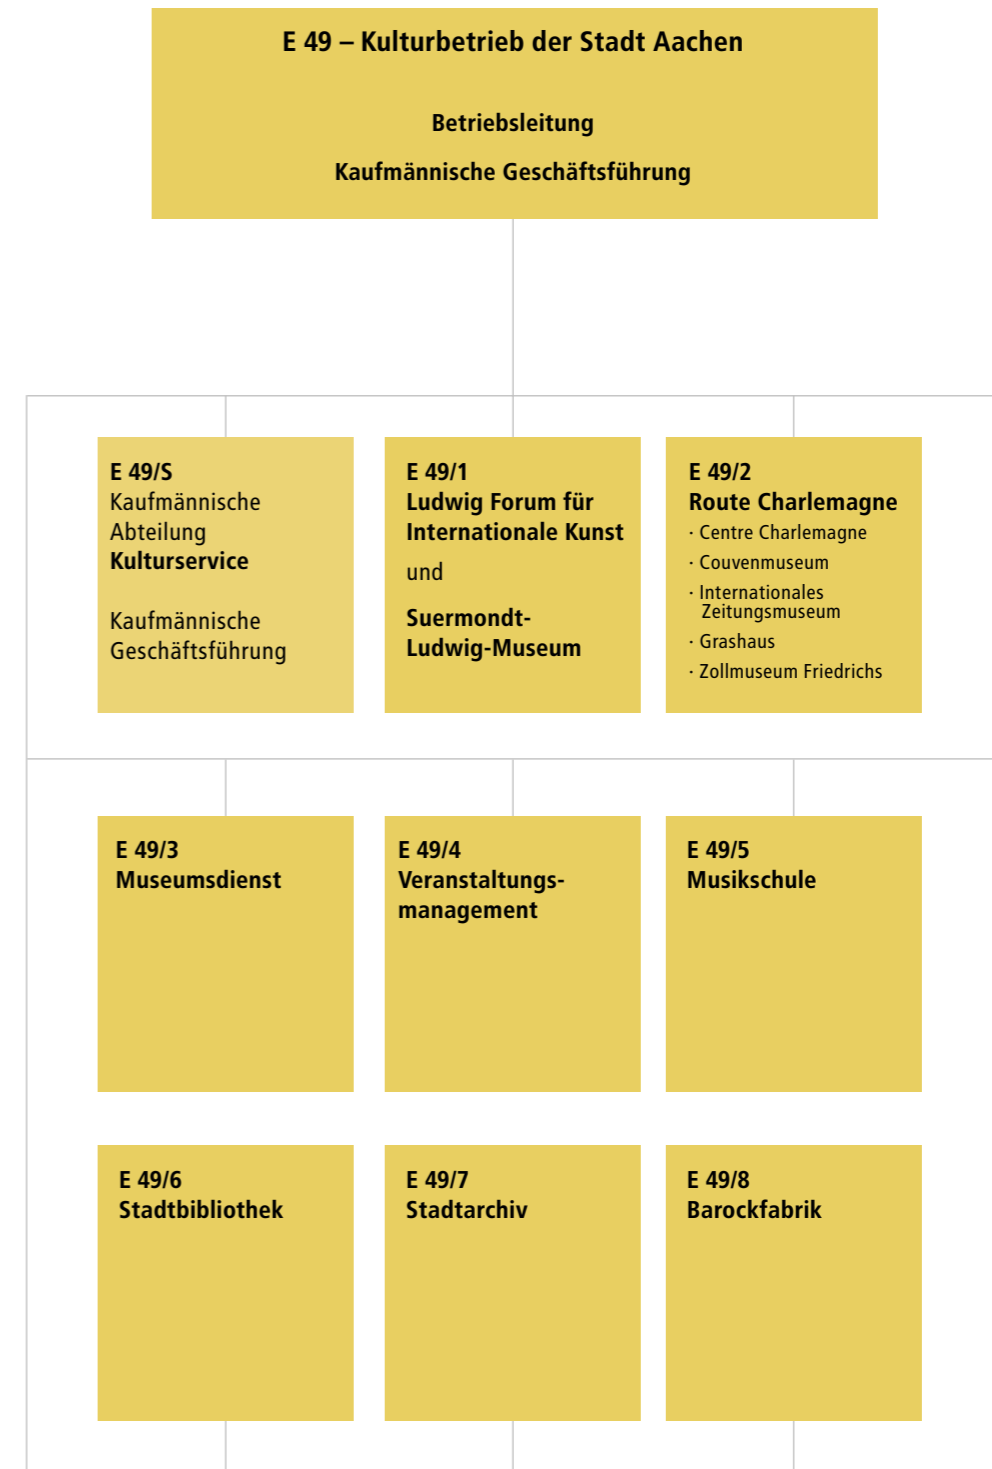 E 49 – Kulturbetrieb der Stadt Aachen
Betriebsleitung
Kaufmännische Geschäftsführung
E 49/S
Kaufmännische
Abteilung
Kulturservice
Kaufmännische
Geschäftsführung
E 49/1
Ludwig Forum für
Internationale Kunst
und
Suermondt-
Ludwig-Museum
E 49/2
Route Charlemagne
· Centre Charlemagne
· Couvenmuseum
· Internationales
Zeitungsmuseum
· Grashaus
· Zollmuseum Friedrichs
E 49/3
Museumsdienst
E 49/4
Veranstaltungs-
management
E 49/5
Musikschule
E 49/6
Stadtbibliothek
E 49/7
Stadtarchiv
E 49/8
Barockfabrik